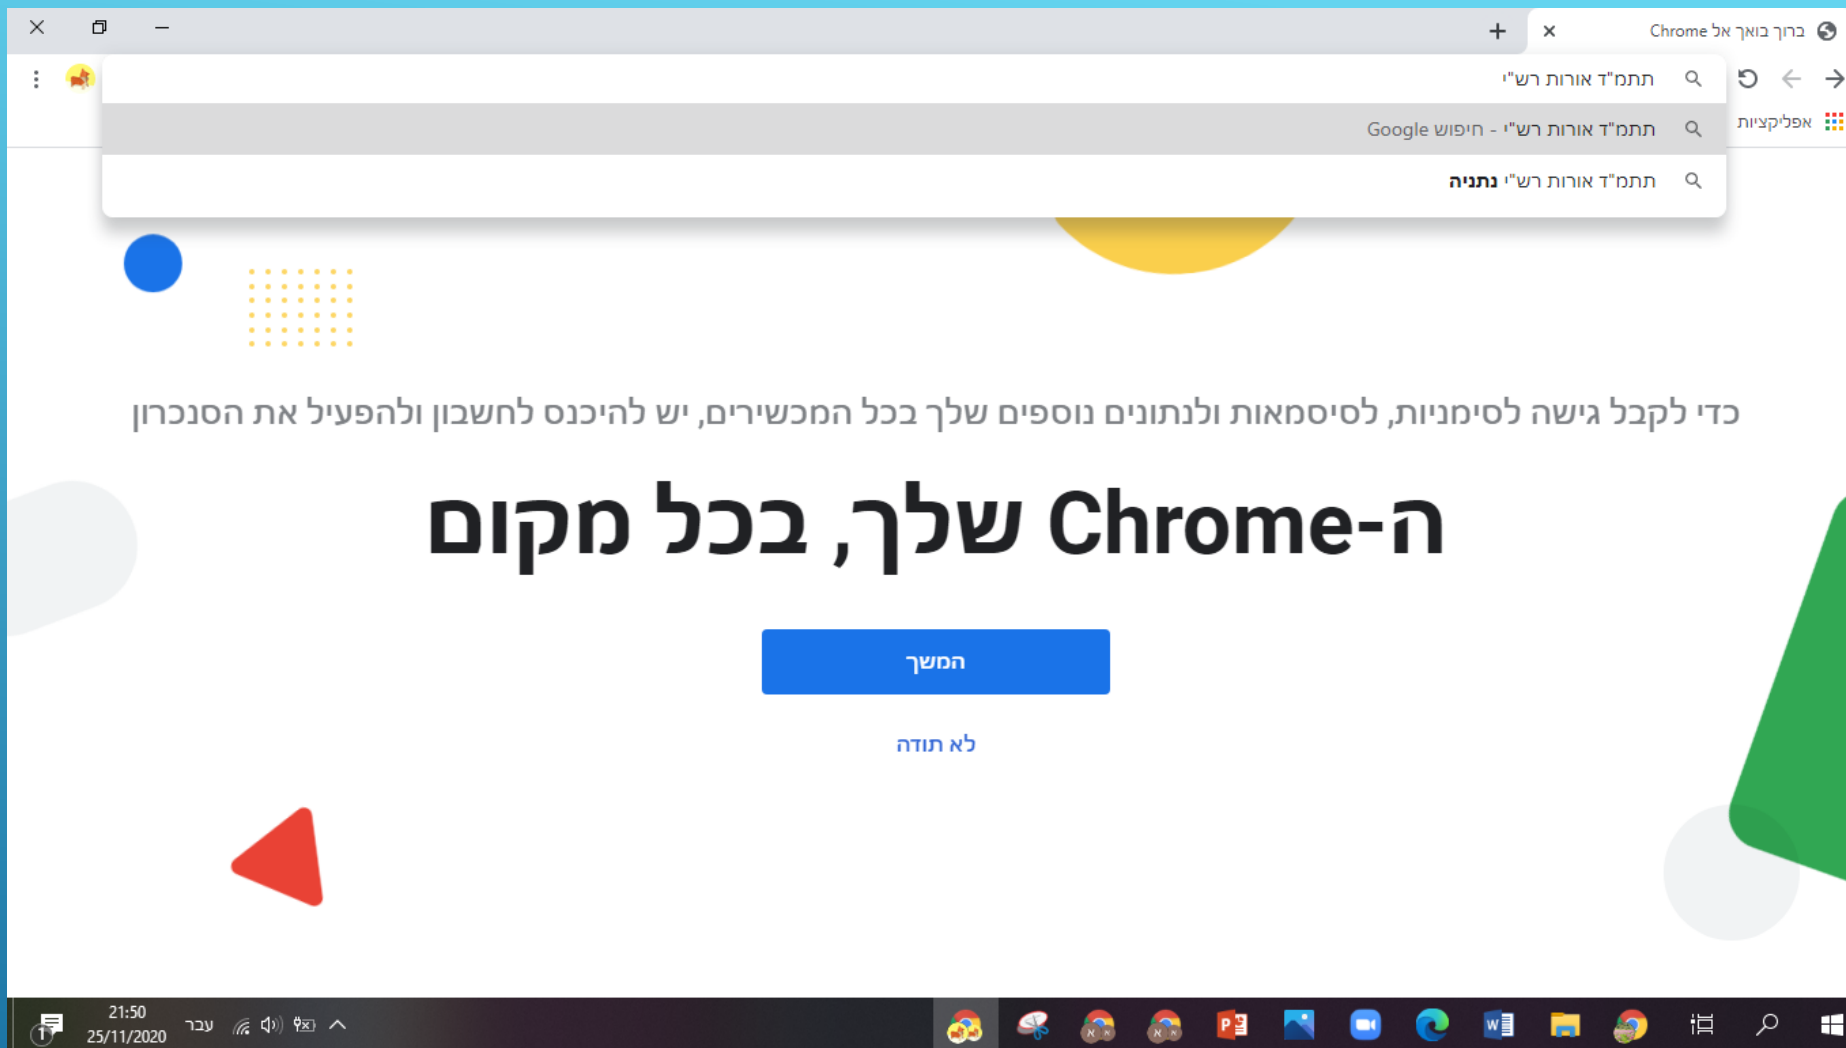 ברוך בואך אל Chrome
תתמ"ד אורות רש"י
תתמ"ד אורות רש"י - חיפוש Google
תתמ"ד אורות רש"י נתניה
אפליקציות
כדי לקבל גישה לסימניות, לסיסמאות ולנתונים נוספים שלך בכל המכשירים, יש להיכנס לחשבון ולהפעיל את הסנכרון
ה-Chrome שלך, בכל מקום
המשך
לא תודה
עבר
21:50
25/11/2020
1